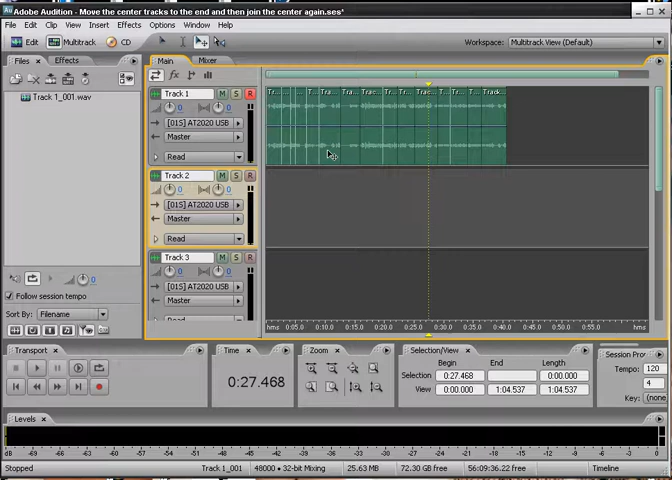 Adobe Audition - Move the center tracks to the end and then join the center again.ses*
File Edit Clip View Insert Effects Options Window Help
Edit Multitrack CD Workspace: Multitrack View (Default)
Files Effects Main Mixer
Track 1_001.wav
Track 1 M S R
0 0
[01S] AT2020 USB
Master
Read
Track 2 M S R
0 0
[01S] AT2020 USB
Master
Read
Track 3 M S R
0 0
[01S] AT2020 USB
Master
Read
hms 0:05.0 0:10.0 0:15.0 0:20.0 0:25.0 0:30.0 0:35.0 0:40.0 0:45.0 0:50.0 0:55.0 hms
0
Follow session tempo
Sort By: Filename
Transport Time Zoom Selection/View Session Pro
0:27.468
Begin End Length
Selection 0:27.468 0:00.000
View 0:00.000 1:04.537 1:04.537
Tempo: 120
4
Key: (none
Levels
dB -69 -66 -63 -60 -57 -54 -51 -48 -45 -42 -39 -36 -33 -30 -27 -24 -21 -18 -15 -12 -9 -6 -3 0
Stopped Track 1_001 48000 • 32-bit Mixing 25.63 MB 72.30 GB free 56:09:36.22 free Timeline